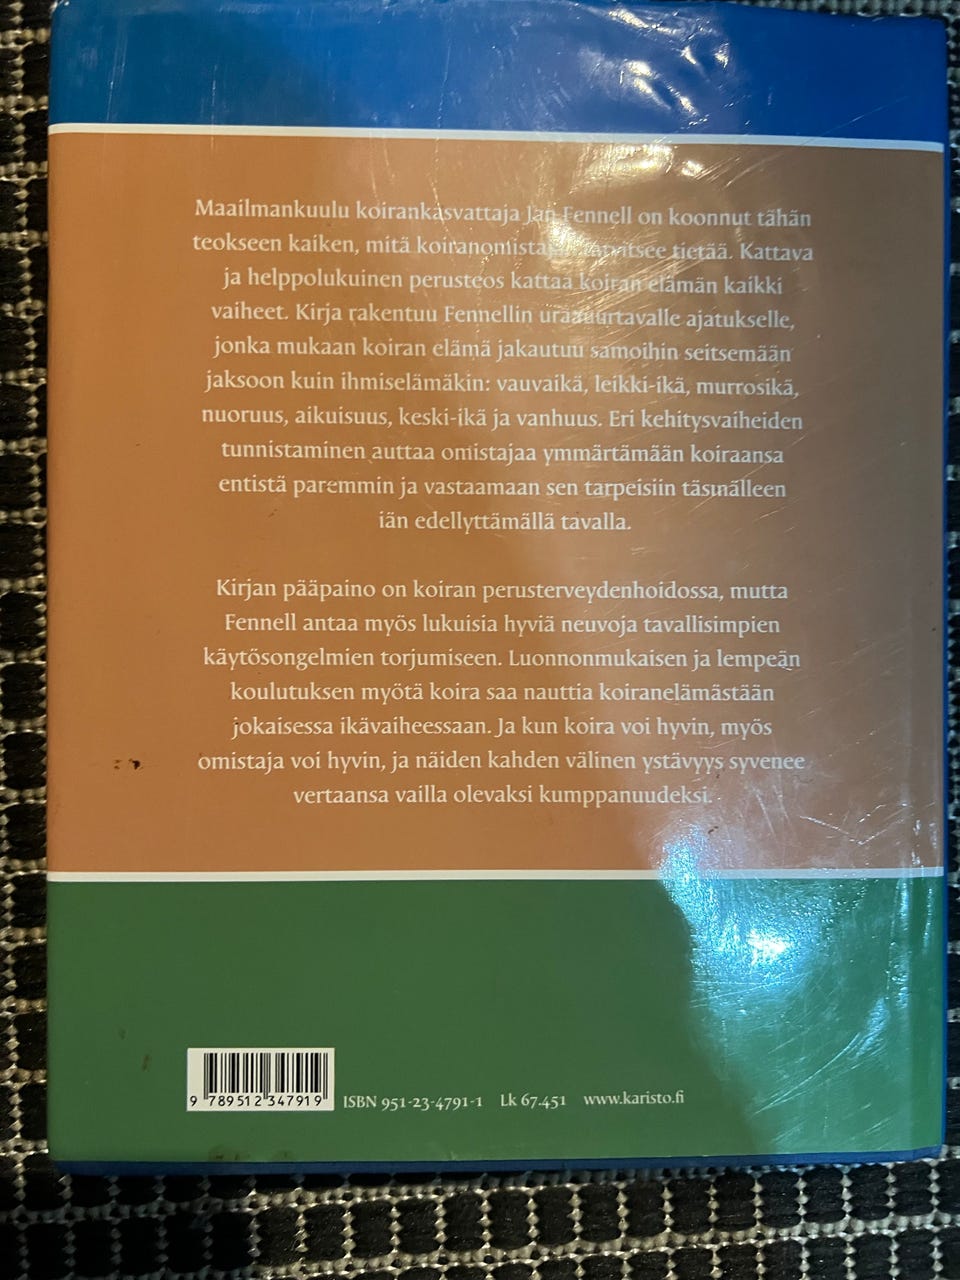 Maailmankuulu koirankasvattaja Jan Fennell on koonnut tähän
teokseen kaiken, mitä koiranomistajan tarvitsee tietää. Kattava
ja helppolukuinen perusteos kattaa koiran elämän kaikki
vaiheet. Kirja rakentuu Fennellin uraauurtavalle ajatukselle,
jonka mukaan koiran elämä jakautuu samoihin seitsemään
jaksoon kuin ihmiselämäkin: vauvaikä, leikki-ikä, murrosikä,
nuoruus, aikuisuus, keski-ikä ja vanhuus. Eri kehitysvaiheiden
tunnistaminen auttaa omistajaa ymmärtämään koiraansa
entistä paremmin ja vastaamaan sen tarpeisiin täsmälleen
iän edellyttämällä tavalla.
Kirjan pääpaino on koiran perusterveydenhoidossa, mutta
Fennell antaa myös lukuisia hyviä neuvoja tavallisimpien
käytösongelmien torjumiseen. Luonnonmukaisen ja lempeän
koulutuksen myötä koira saa nauttia koiranelämästään
jokaisessa ikävaiheessaan. Ja kun koira voi hyvin, myös
omistaja voi hyvin, ja näiden kahden välinen ystävyys syvenee
vertaansa vailla olevaksi kumppanuudeksi.
9 789512 347919 ISBN 951-23-4791-1 Lk 67.451 www.karisto.fi